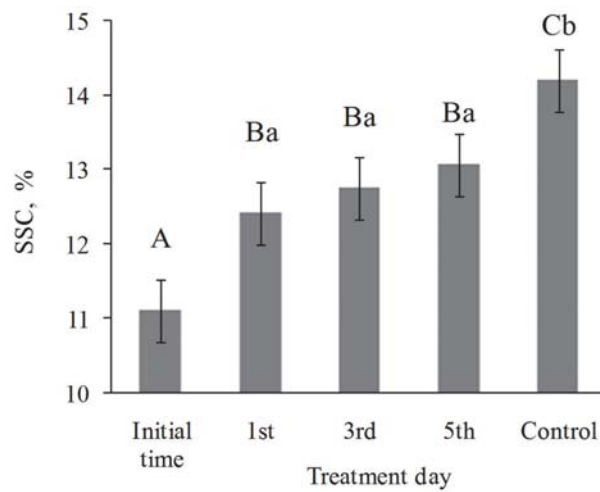 15
14
13
12
11
10
SSC, %
A
Ba
Ba
Ba
Cb
Initial time
1st
3rd
5th
Control
Treatment day